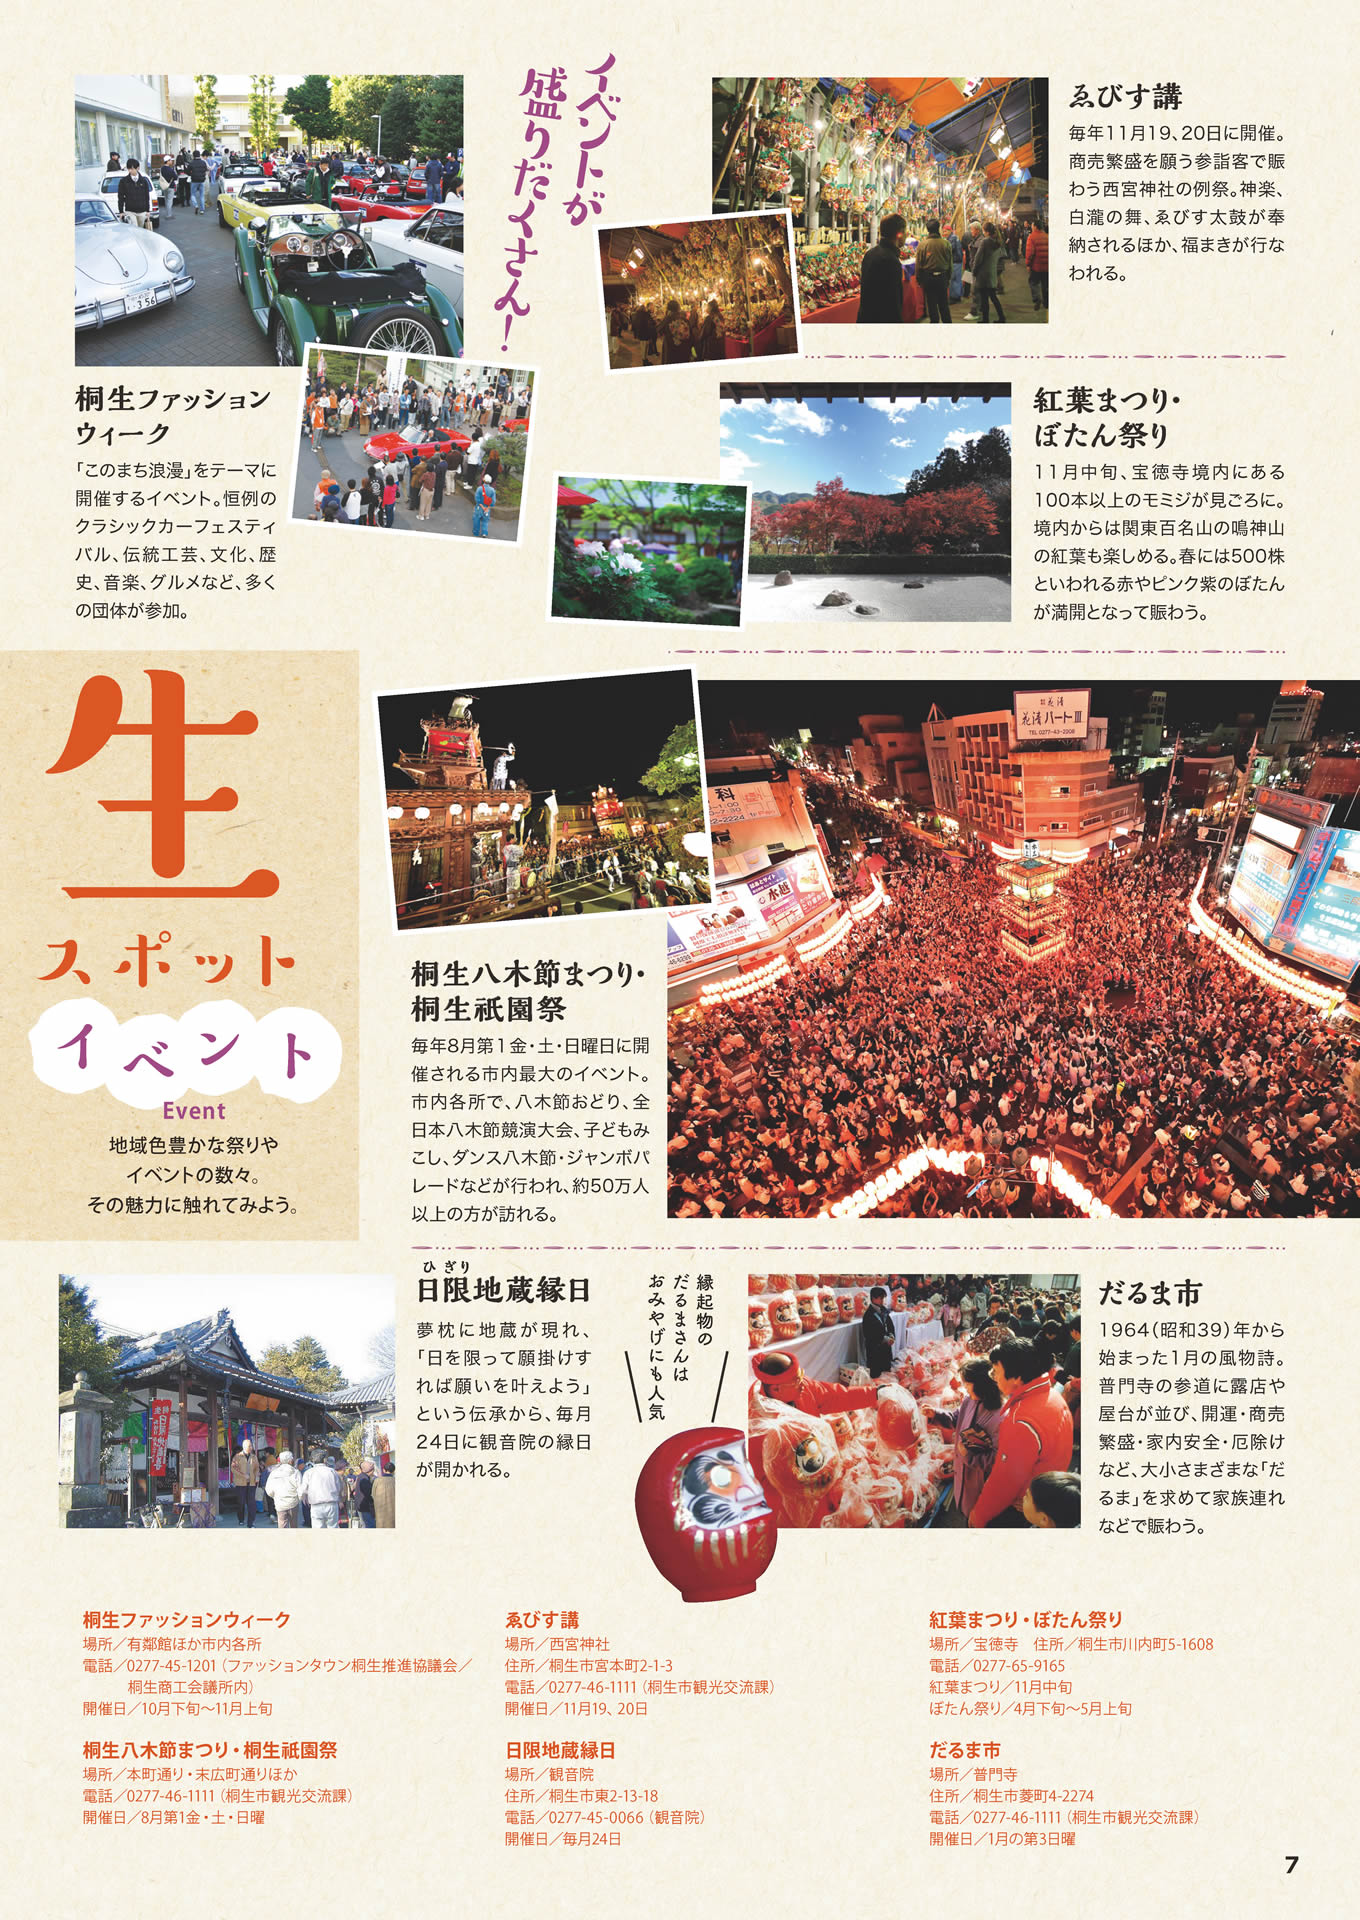 イベントが
盛りだくさん!
桐生ファッション
ウィーク
「このまち浪漫」をテーマに
開催するイベント。恒例の
クラシックカーフェスティ
バル、伝統工芸、文化、歴
史、音楽、グルメなど、多く
の団体が参加。
ゑびす講
毎年11月19、20日に開催。
商売繁盛を願う参詣客で賑
わう西宮神社の例祭。神楽、
白瀧の舞、ゑびす太鼓が奉
納されるほか、福まきが行な
われる。
紅葉まつり・
ぼたん祭り
11月中旬、宝徳寺境内にある
100本以上のモミジが見ごろに。
境内からは関東百名山の鳴神山
の紅葉も楽しめる。春には500株
といわれる赤やピンク紫のぼたん
が満開となって賑わう。
生
スポット
イベント
Event
地域色豊かな祭りや
イベントの数々。
その魅力に触れてみよう。
花清
花清パートⅢ
TEL 0277-43-2208
科
水越
桐生八木節まつり・
桐生祇園祭
毎年8月第1金・土・日曜日に開
催される市内最大のイベント。
市内各所で、八木節おどり、全
日本八木節競演大会、子どもみ
こし、ダンス八木節・ジャンボパ
レードなどが行われ、約50万人
以上の方が訪れる。
ひぎり
日限地蔵縁日
夢枕に地蔵が現れ、
「日を限って願掛けす
れば願いを叶えよう」
という伝承から、毎月
24日に観音院の縁日
が開かれる。
縁起物の
だるまさんは
おみやげにも人気
だるま市
1964(昭和39)年から
始まった1月の風物詩。
普門寺の参道に露店や
屋台が並び、開運・商売
繁盛・家内安全・厄除け
など、大小さまざまな「だ
るま」を求めて家族連れ
などで賑わう。
桐生ファッションウィーク
場所／有鄰館ほか市内各所
電話／0277-45-1201(ファッションタウン桐生推進協議会／
桐生商工会議所内)
開催日／10月下旬〜11月上旬
桐生八木節まつり・桐生祇園祭
場所／本町通り・末広町通りほか
電話／0277-46-1111(桐生市観光交流課)
開催日／8月第1金・土・日曜
ゑびす講
場所／西宮神社
住所／桐生市宮本町2-1-3
電話／0277-46-1111(桐生市観光交流課)
開催日／11月19、20日
日限地蔵縁日
場所／観音院
住所／桐生市東2-13-18
電話／0277-45-0066(観音院)
開催日／毎月24日
紅葉まつり・ぼたん祭り
場所／宝徳寺　住所／桐生市川内町5-1608
電話／0277-65-9165
紅葉まつり／11月中旬
ぼたん祭り／4月下旬〜5月上旬
だるま市
場所／普門寺
住所／桐生市菱町4-2274
電話／0277-46-1111(桐生市観光交流課)
開催日／1月の第3日曜
7